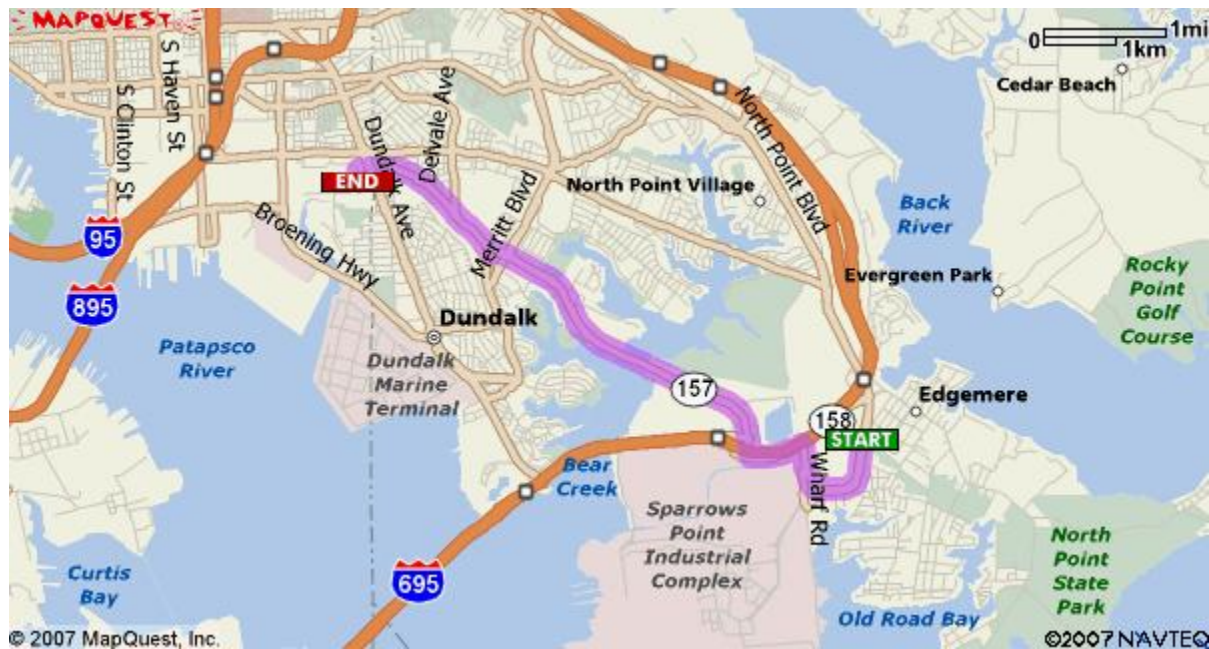 MAPQUEST
S Haven St
S Clinton St
Delvale Ave
Dundalk Ave
Merritt Blvd
Broening Hwy
North Point Blvd
0
1mi
1km
Cedar Beach
END
North Point Village
Back
River
95
895
Evergreen Park
Rocky
Point
Golf
Course
Patapsco
River
Dundalk
Dundalk
Marine
Terminal
157
158
START
Edgemere
Wharf Rd
Bear
Creek
Sparrows
Point
Industrial
Complex
695
Curtis
Bay
North
Point
State
Park
Old Road Bay
© 2007 MapQuest, Inc.
©2007 NAVTEQ